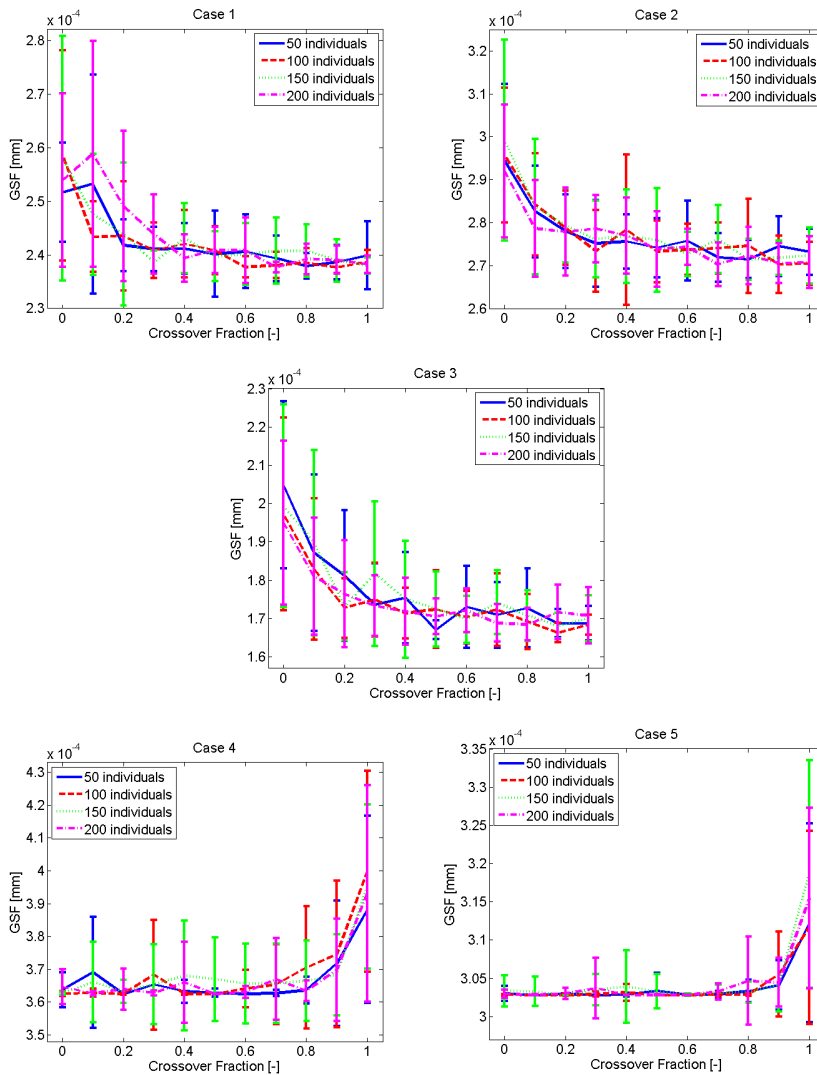 Case 1
x 10-4
2.8
2.7
2.6
2.5
2.4
2.3
GSF [mm]
50 individuals
100 individuals
150 individuals
200 individuals
0 0.2 0.4 0.6 0.8 1
Crossover Fraction [-]
Case 2
x 10-4
3.2
3
2.8
2.6
GSF [mm]
50 individuals
100 individuals
150 individuals
200 individuals
0 0.2 0.4 0.6 0.8 1
Crossover Fraction [-]
Case 3
x 10-4
2.3
2.2
2.1
2
1.9
1.8
1.7
1.6
GSF [mm]
50 individuals
100 individuals
150 individuals
200 individuals
0 0.2 0.4 0.6 0.8 1
Crossover Fraction [-]
Case 4
x 10-4
4.3
4.2
4.1
4
3.9
3.8
3.7
3.6
3.5
GSF [mm]
50 individuals
100 individuals
150 individuals
200 individuals
0 0.2 0.4 0.6 0.8 1
Crossover Fraction [-]
Case 5
x 10-4
3.35
3.3
3.25
3.2
3.15
3.1
3.05
3
GSF [mm]
50 individuals
100 individuals
150 individuals
200 individuals
0 0.2 0.4 0.6 0.8 1
Crossover Fraction [-]